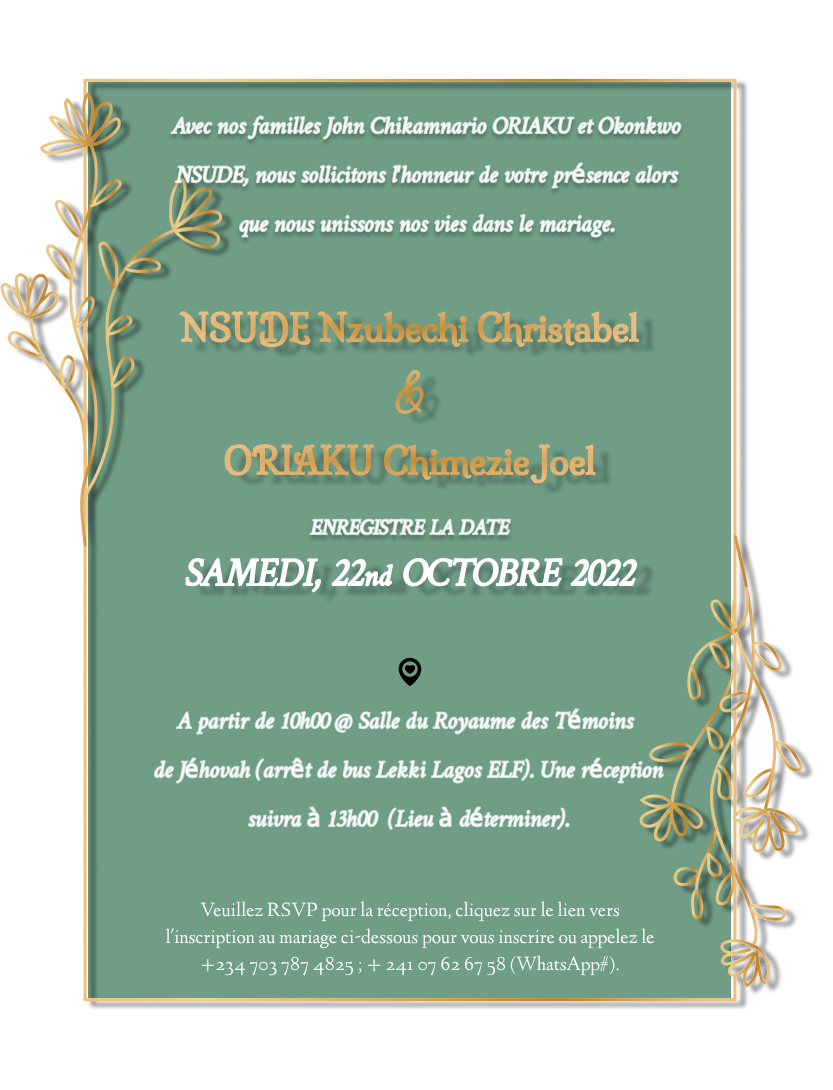 Avec nos familles John Chikamnario ORIAKU et Okonkwo
NSUDE, nous sollicitons l'honneur de votre présence alors
que nous unissons nos vies dans le mariage.
NSUDE Nzubechi Christabel
&
ORIAKU Chimezie Joel
ENREGISTRE LA DATE
SAMEDI, 22nd OCTOBRE 2022
A partir de 10h00 @ Salle du Royaume des Témoins
de Jéhovah (arrêt de bus Lekki Lagos ELF). Une réception
suivra à 13h00 (Lieu à déterminer).
Veuillez RSVP pour la réception, cliquez sur le lien vers
l'inscription au mariage ci-dessous pour vous inscrire ou appelez le
+234 703 787 4825 ; + 241 07 62 67 58 (WhatsApp#).